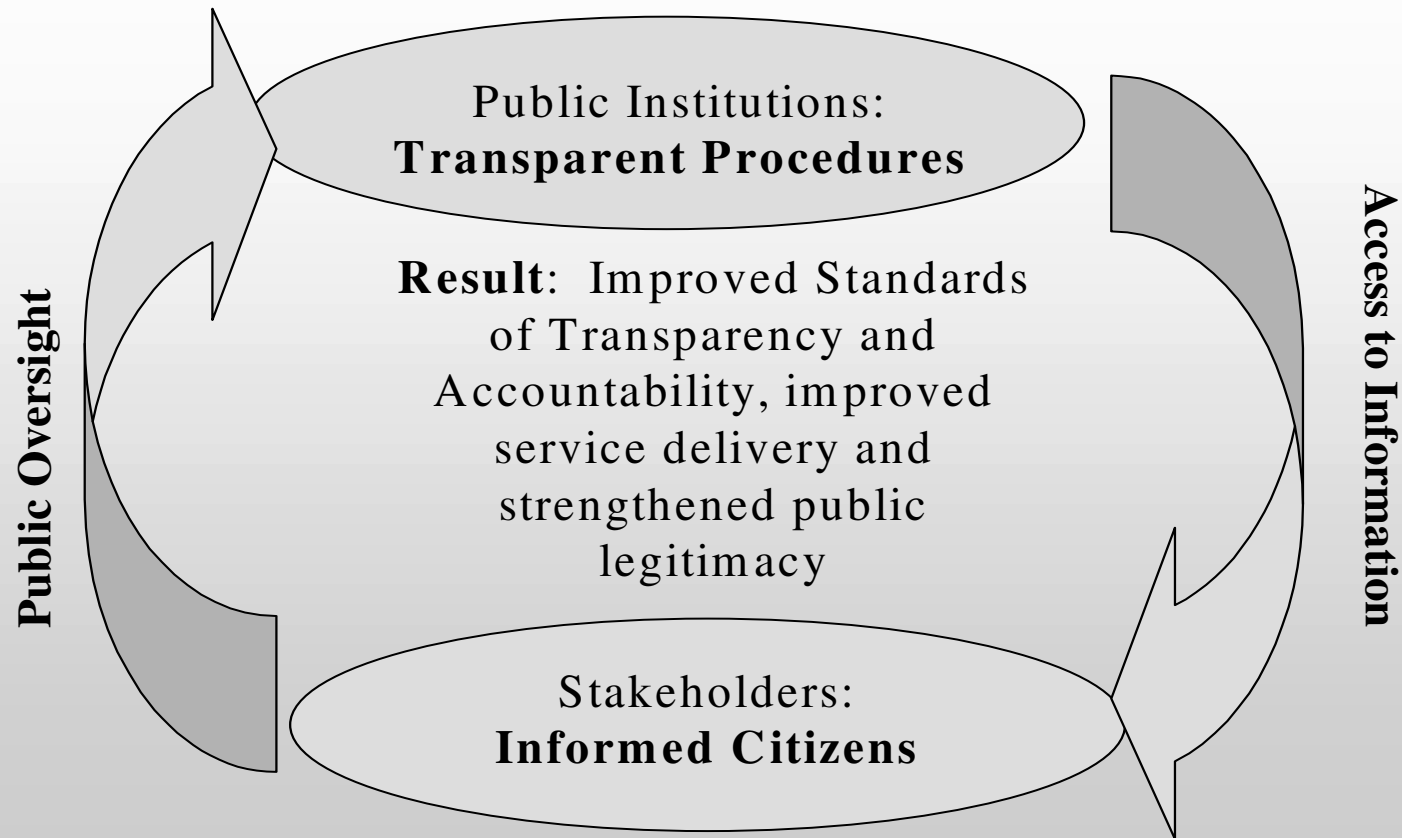 Public Institutions:
Transparent Procedures
Result: Improved Standards
of Transparency and
Accountability, improved
service delivery and
strengthened public
legitimacy
Stakeholders:
Informed Citizens
Public Oversight
Access to Information